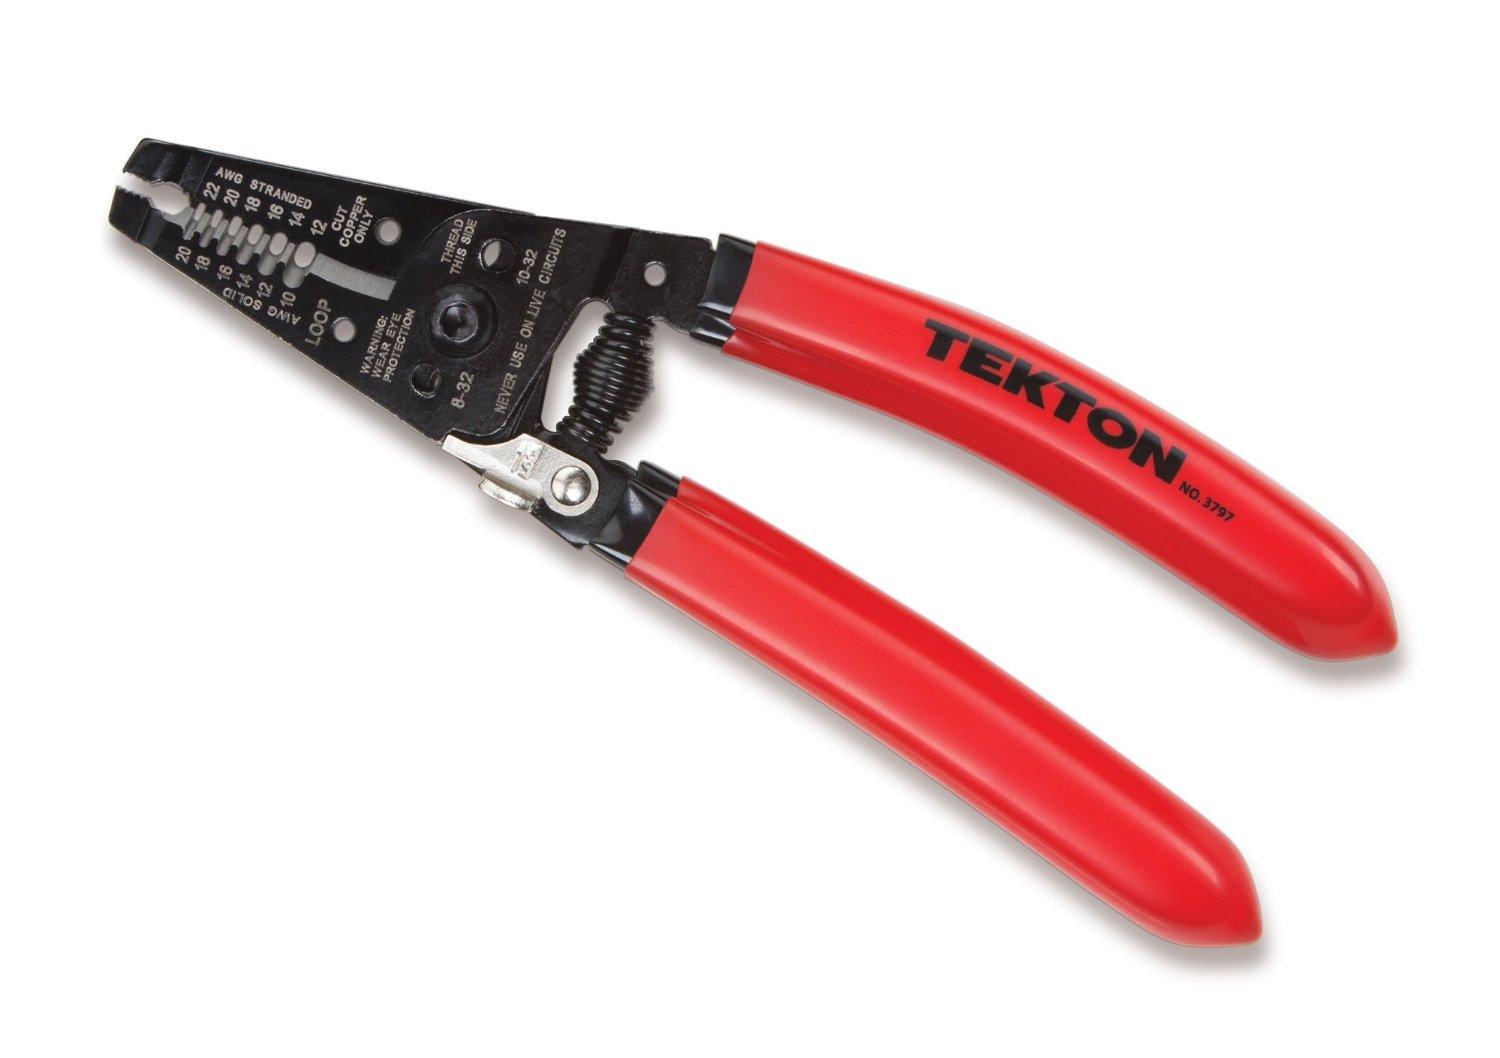 AWG STRANDED
22 20 18 16 14 12
CUT
COPPER
ONLY
20 18 16 14 12 10
AWG SOLID
LOOP
THREAD
THIS SIDE
10-32
WARNING:
WEAR EYE
PROTECTION
8-32
NEVER USE ON LIVE CIRCUITS
LOCK
TEKTON
NO. 3797